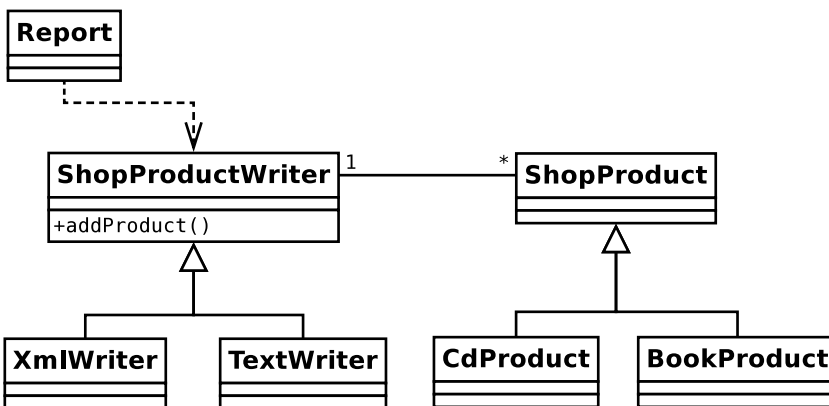 Report
ShopProductWriter
1
*
ShopProduct
+addProduct()
XmlWriter
TextWriter
CdProduct
BookProduct